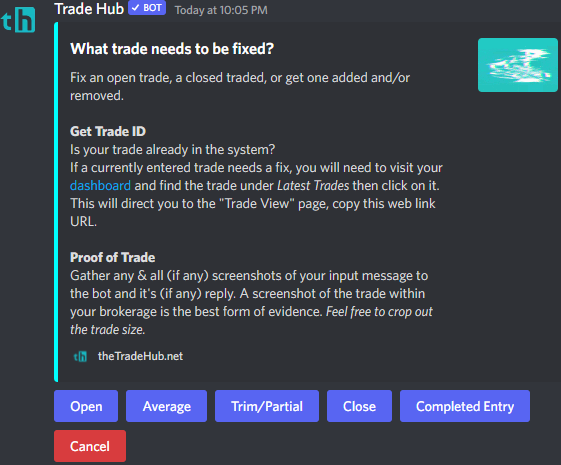 th
Trade Hub ✓ BOT Today at 10:05 PM
What trade needs to be fixed?
Fix an open trade, a closed traded, or get one added and/or
removed.
Get Trade ID
Is your trade already in the system?
If a currently entered trade needs a fix, you will need to visit your
dashboard and find the trade under Latest Trades then click on it.
This will direct you to the "Trade View" page, copy this web link
URL.
Proof of Trade
Gather any & all (if any) screenshots of your input message to
the bot and it's (if any) reply. A screenshot of the trade within
your brokerage is the best form of evidence. Feel free to crop out
the trade size.
th theTradeHub.net
Open Average Trim/Partial Close Completed Entry
Cancel